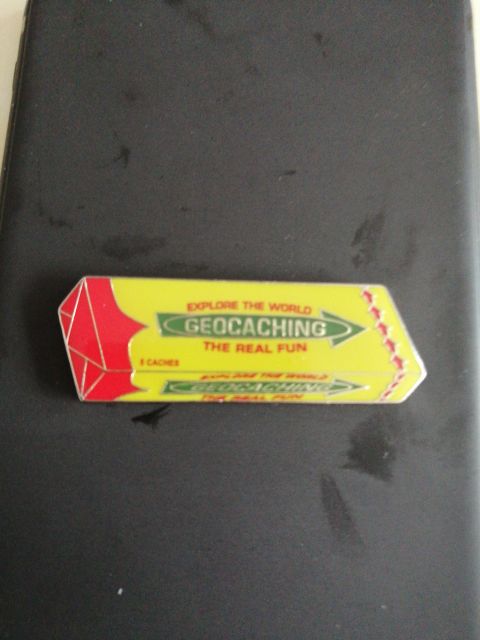 EXPLORE THE WORLD
GEOCACHING
THE REAL FUN
5 CACHES
EXPLORE THE WORLD
GEOCACHING
THE REAL FUN